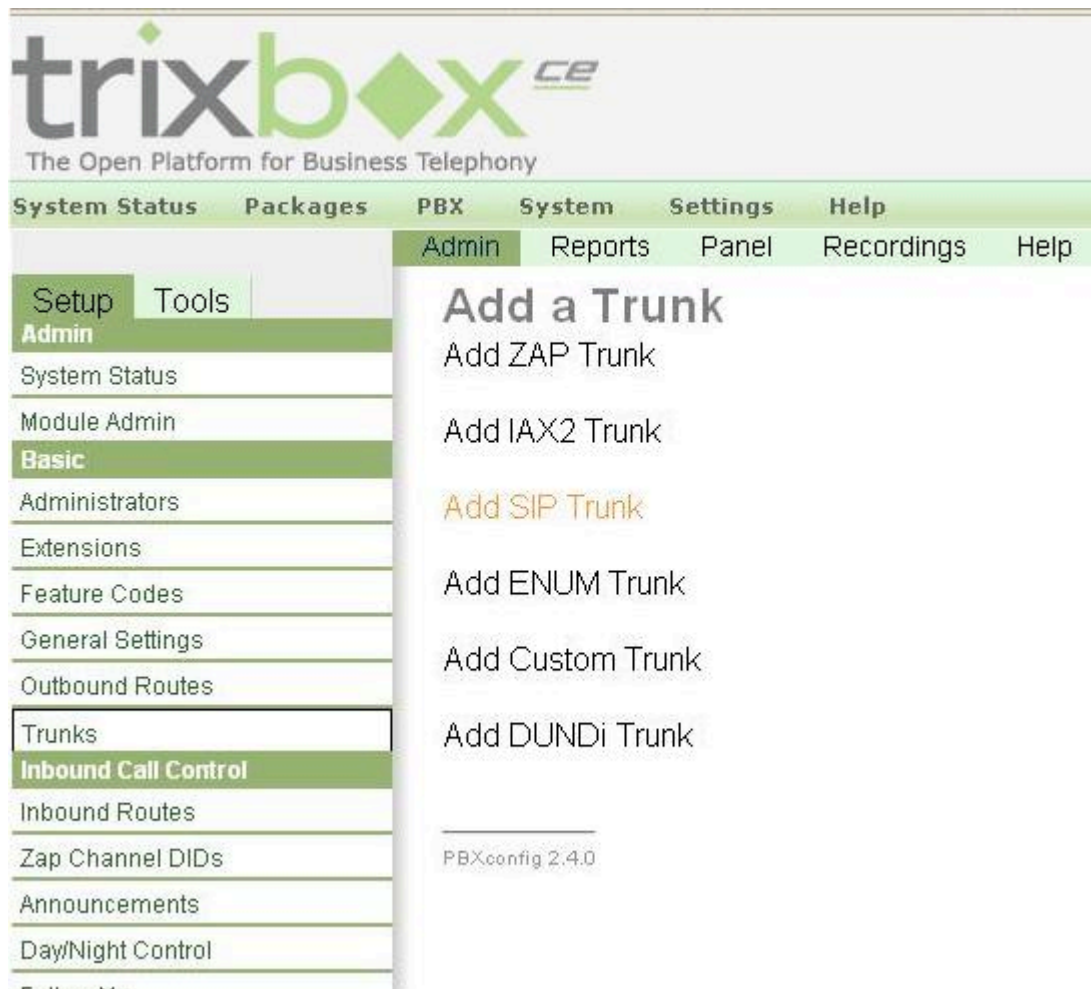 trixbox ce
The Open Platform for Business Telephony
System Status Packages PBX System Settings Help
Admin Reports Panel Recordings Help
Setup Tools
Admin
System Status
Module Admin
Basic
Administrators
Extensions
Feature Codes
General Settings
Outbound Routes
Trunks
Inbound Call Control
Inbound Routes
Zap Channel DIDs
Announcements
Day/Night Control
Add a Trunk
Add ZAP Trunk
Add IAX2 Trunk
Add SIP Trunk
Add ENUM Trunk
Add Custom Trunk
Add DUNDi Trunk
PBXconfig 2.4.0